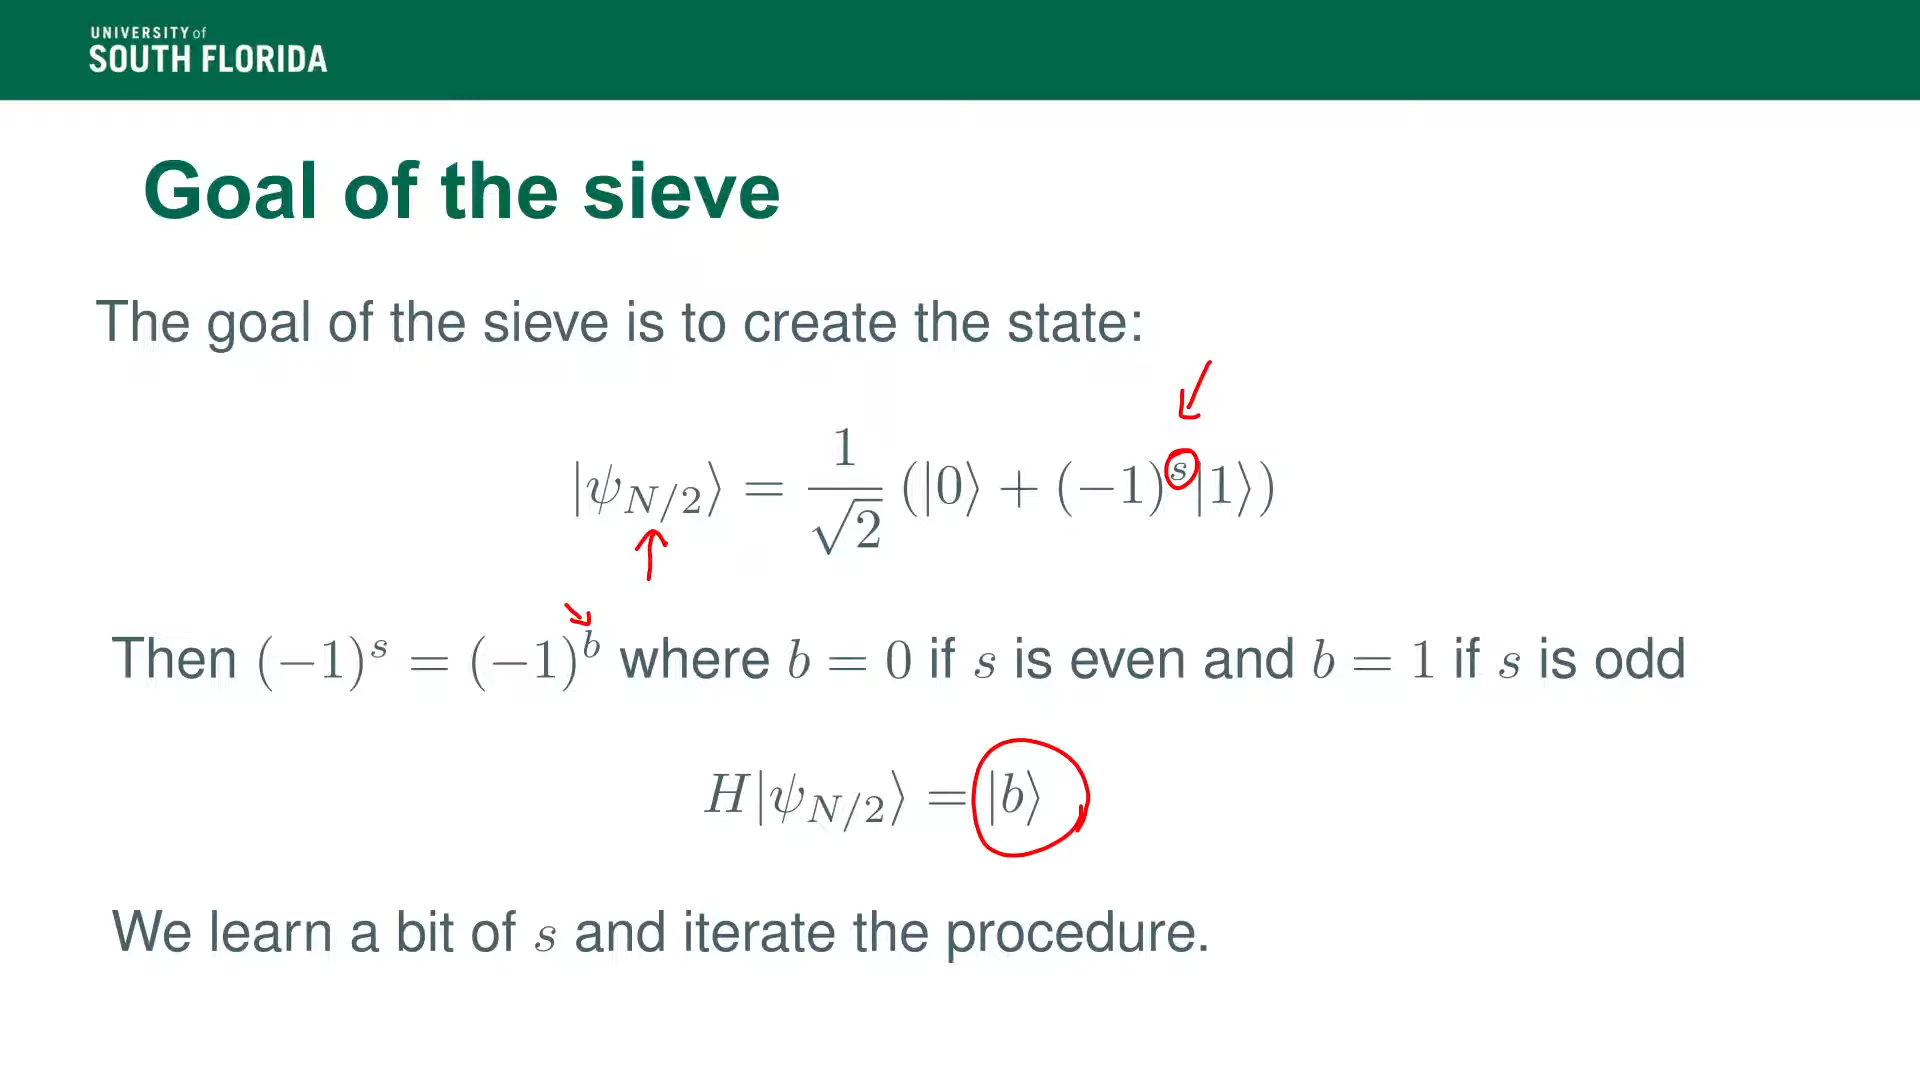 UNIVERSITY of
SOUTH FLORIDA
Goal of the sieve
The goal of the sieve is to create the state:
|ψ_{N/2}⟩ = \frac{1}{\sqrt{2}} (|0⟩ + (−1)^s|1⟩)
Then (−1)^s = (−1)^b where b = 0 if s is even and b = 1 if s is odd
H|ψ_{N/2}⟩ = |b⟩
We learn a bit of s and iterate the procedure.